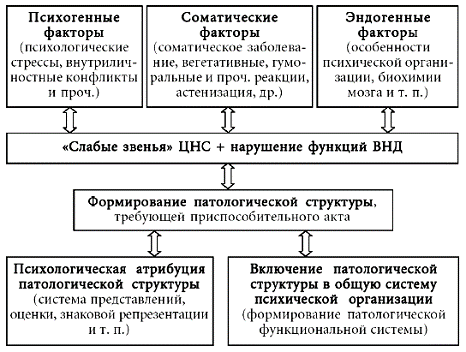 Психогенные
факторы
(психологические
стрессы, внутрилич-
ностные конфликты
и проч.)
Соматические
факторы
(соматическое заболева-
ние, вегетативные, гумо-
ральные и проч. реакции,
астенизация, др.)
Эндогенные
факторы
(особенности
психической органи-
зации, биохимии
мозга и т. п.)
«Слабые звенья» ЦНС + нарушение функций ВНД
Формирование патологической структуры,
требующей приспособительного акта
Психологическая атрибуция
патологической структуры
(система представлений,
оценки, знаковой репрезентации
и т. п.)
Включение патологической
структуры в общую систему
психической организации
(формирование патологической
функциональной системы)